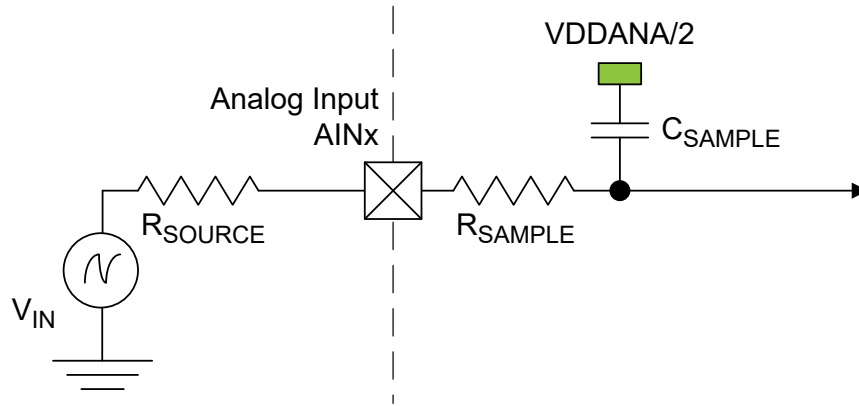 VDDANA/2
Analog Input
AINx
CSAMPLE
RSOURCE
RSAMPLE
VIN